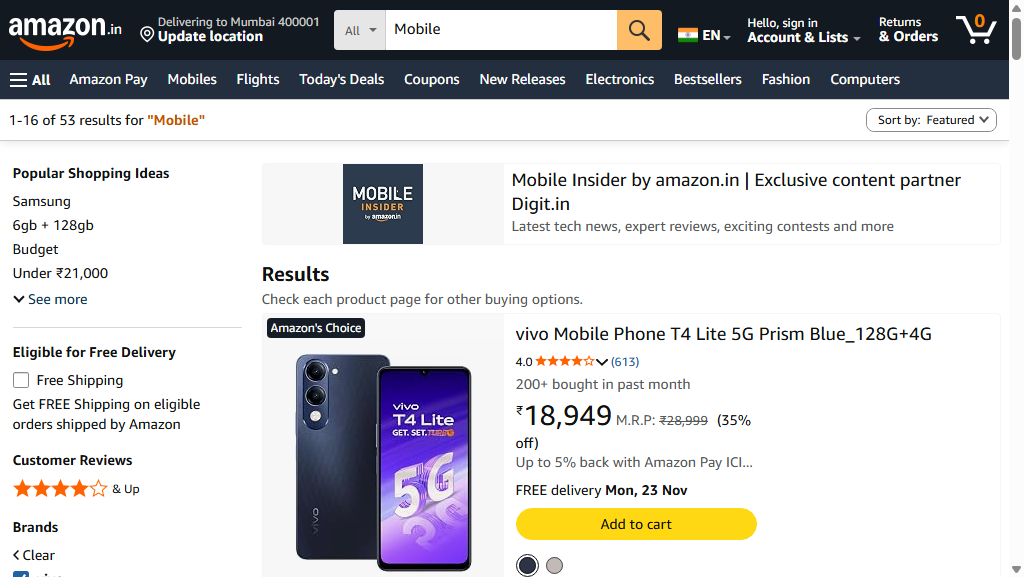 amazon.in
Delivering to Mumbai 400001
Update location
All
Mobile
EN
Hello, sign in
Account & Lists
Returns
& Orders
0
All
Amazon Pay
Mobiles
Flights
Today's Deals
Coupons
New Releases
Electronics
Bestsellers
Fashion
Computers
1-16 of 53 results for "Mobile"
Sort by: Featured
Popular Shopping Ideas
Samsung
6gb + 128gb
Budget
Under ₹21,000
See more
Eligible for Free Delivery
Free Shipping
Get FREE Shipping on eligible
orders shipped by Amazon
Customer Reviews
& Up
Brands
Clear
MOBILE
INSIDER
by amazon.in
Mobile Insider by amazon.in | Exclusive content partner
Digit.in
Latest tech news, expert reviews, exciting contests and more
Results
Check each product page for other buying options.
Amazon's Choice
vivo
vivo
T4 Lite
GET. SET. TURBO
5G
vivo Mobile Phone T4 Lite 5G Prism Blue_128G+4G
4.0 (613)
200+ bought in past month
₹18,949 M.R.P: ₹28,999 (35%
off)
Up to 5% back with Amazon Pay ICI...
FREE delivery Mon, 23 Nov
Add to cart